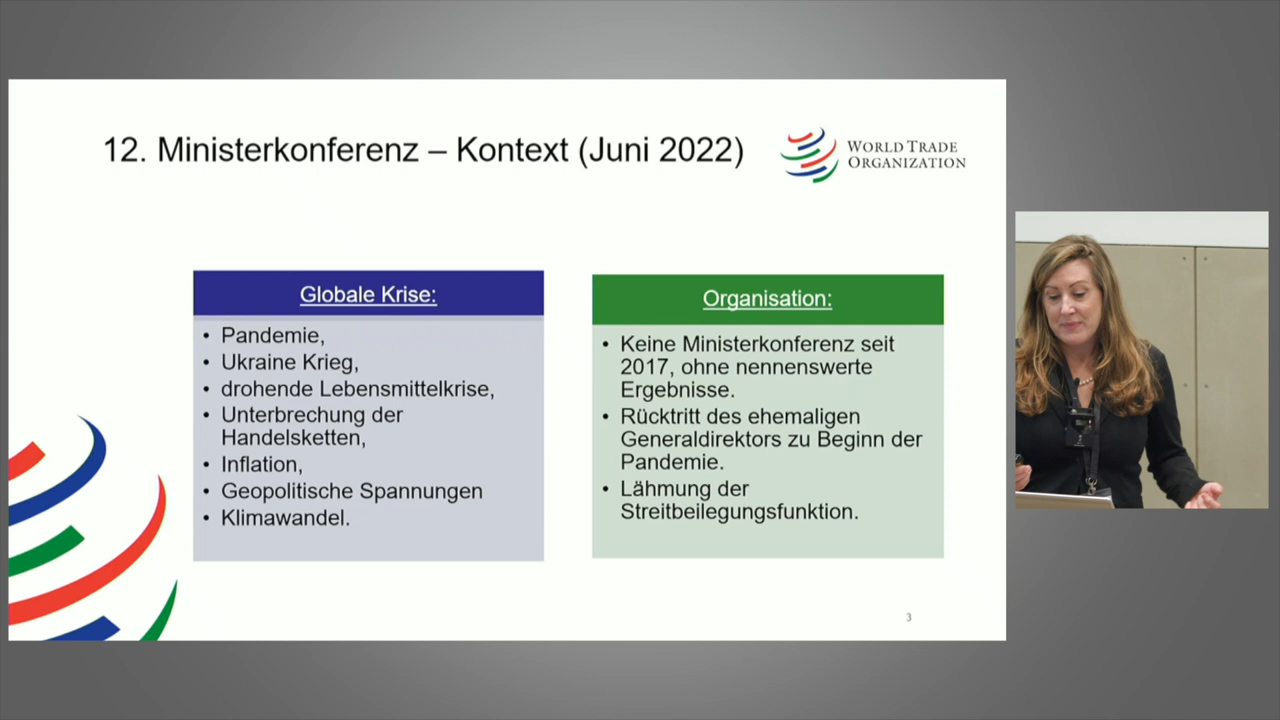 12. Ministerkonferenz – Kontext (Juni 2022)
WORLD TRADE
ORGANIZATION
Globale Krise:
• Pandemie,
• Ukraine Krieg,
• drohende Lebensmittelkrise,
• Unterbrechung der
Handelsketten,
• Inflation,
• Geopolitische Spannungen
• Klimawandel.
Organisation:
• Keine Ministerkonferenz seit
2017, ohne nennenswerte
Ergebnisse.
• Rücktritt des ehemaligen
Generaldirektors zu Beginn der
Pandemie.
• Lähmung der
Streitbeilegungsfunktion.
3